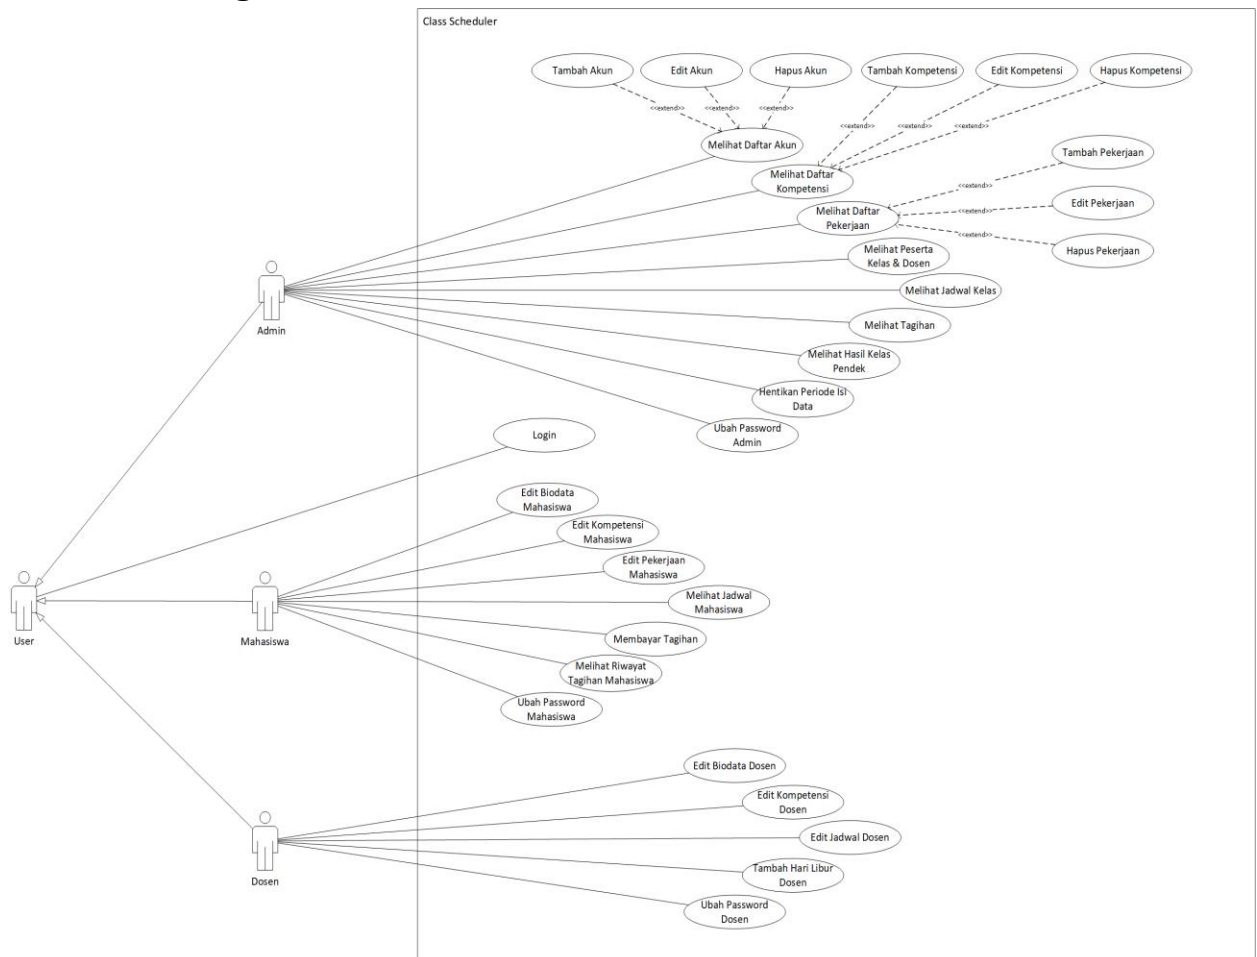 Class Scheduler
Tambah Akun
Edit Akun
Hapus Akun
Tambah Kompetensi
Edit Kompetensi
Hapus Kompetensi
<<extend>>
<<extend>>
<<extend>>
<<extend>>
<<extend>>
<<extend>>
Melihat Daftar Akun
Tambah Pekerjaan
Melihat Daftar
Kompetensi
<<extend>>
Melihat Daftar
Pekerjaan
Edit Pekerjaan
<<extend>>
<<extend>>
Hapus Pekerjaan
Melihat Peserta
Kelas & Dosen
Melihat Jadwal Kelas
Admin
Melihat Tagihan
Melihat Hasil Kelas
Pendek
Hentikan Periode Isi
Data
Ubah Password
Admin
Login
Edit Biodata
Mahasiswa
Edit Kompetensi
Mahasiswa
Edit Pekerjaan
Mahasiswa
Melihat Jadwal
Mahasiswa
User
Mahasiswa
Membayar Tagihan
Melihat Riwayat
Tagihan Mahasiswa
Ubah Password
Mahasiswa
Edit Biodata Dosen
Edit Kompetensi
Dosen
Edit Jadwal Dosen
Dosen
Tambah Hari Libur
Dosen
Ubah Password
Dosen